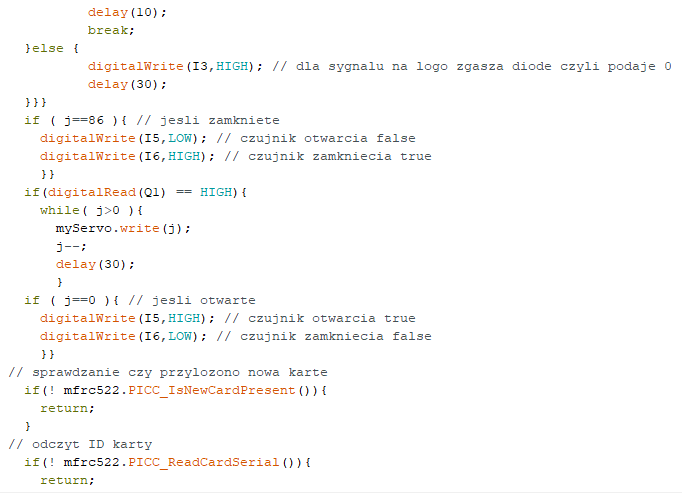 delay(10);
break;
}else {
digitalWrite(I3,HIGH); // dla sygnalu na logo zgasza diode czyli podaje 0
delay(30);
}}}
if ( j==86 ){ // jesli zamkniete
digitalWrite(I5,LOW); // czujnik otwarcia false
digitalWrite(I6,HIGH); // czujnik zamkniecia true
}}
if(digitalRead(Q1) == HIGH){
while( j>0 ){
myServo.write(j);
j--;
delay(30);
}
if ( j==0 ){ // jesli otwarte
digitalWrite(I5,HIGH); // czujnik otwarcia true
digitalWrite(I6,LOW); // czujnik zamkniecia false
}}
// sprawdzanie czy przylozono nowa karte
if(! mfrc522.PICC_IsNewCardPresent()){
return;
}
// odczyt ID karty
if(! mfrc522.PICC_ReadCardSerial()){
return;